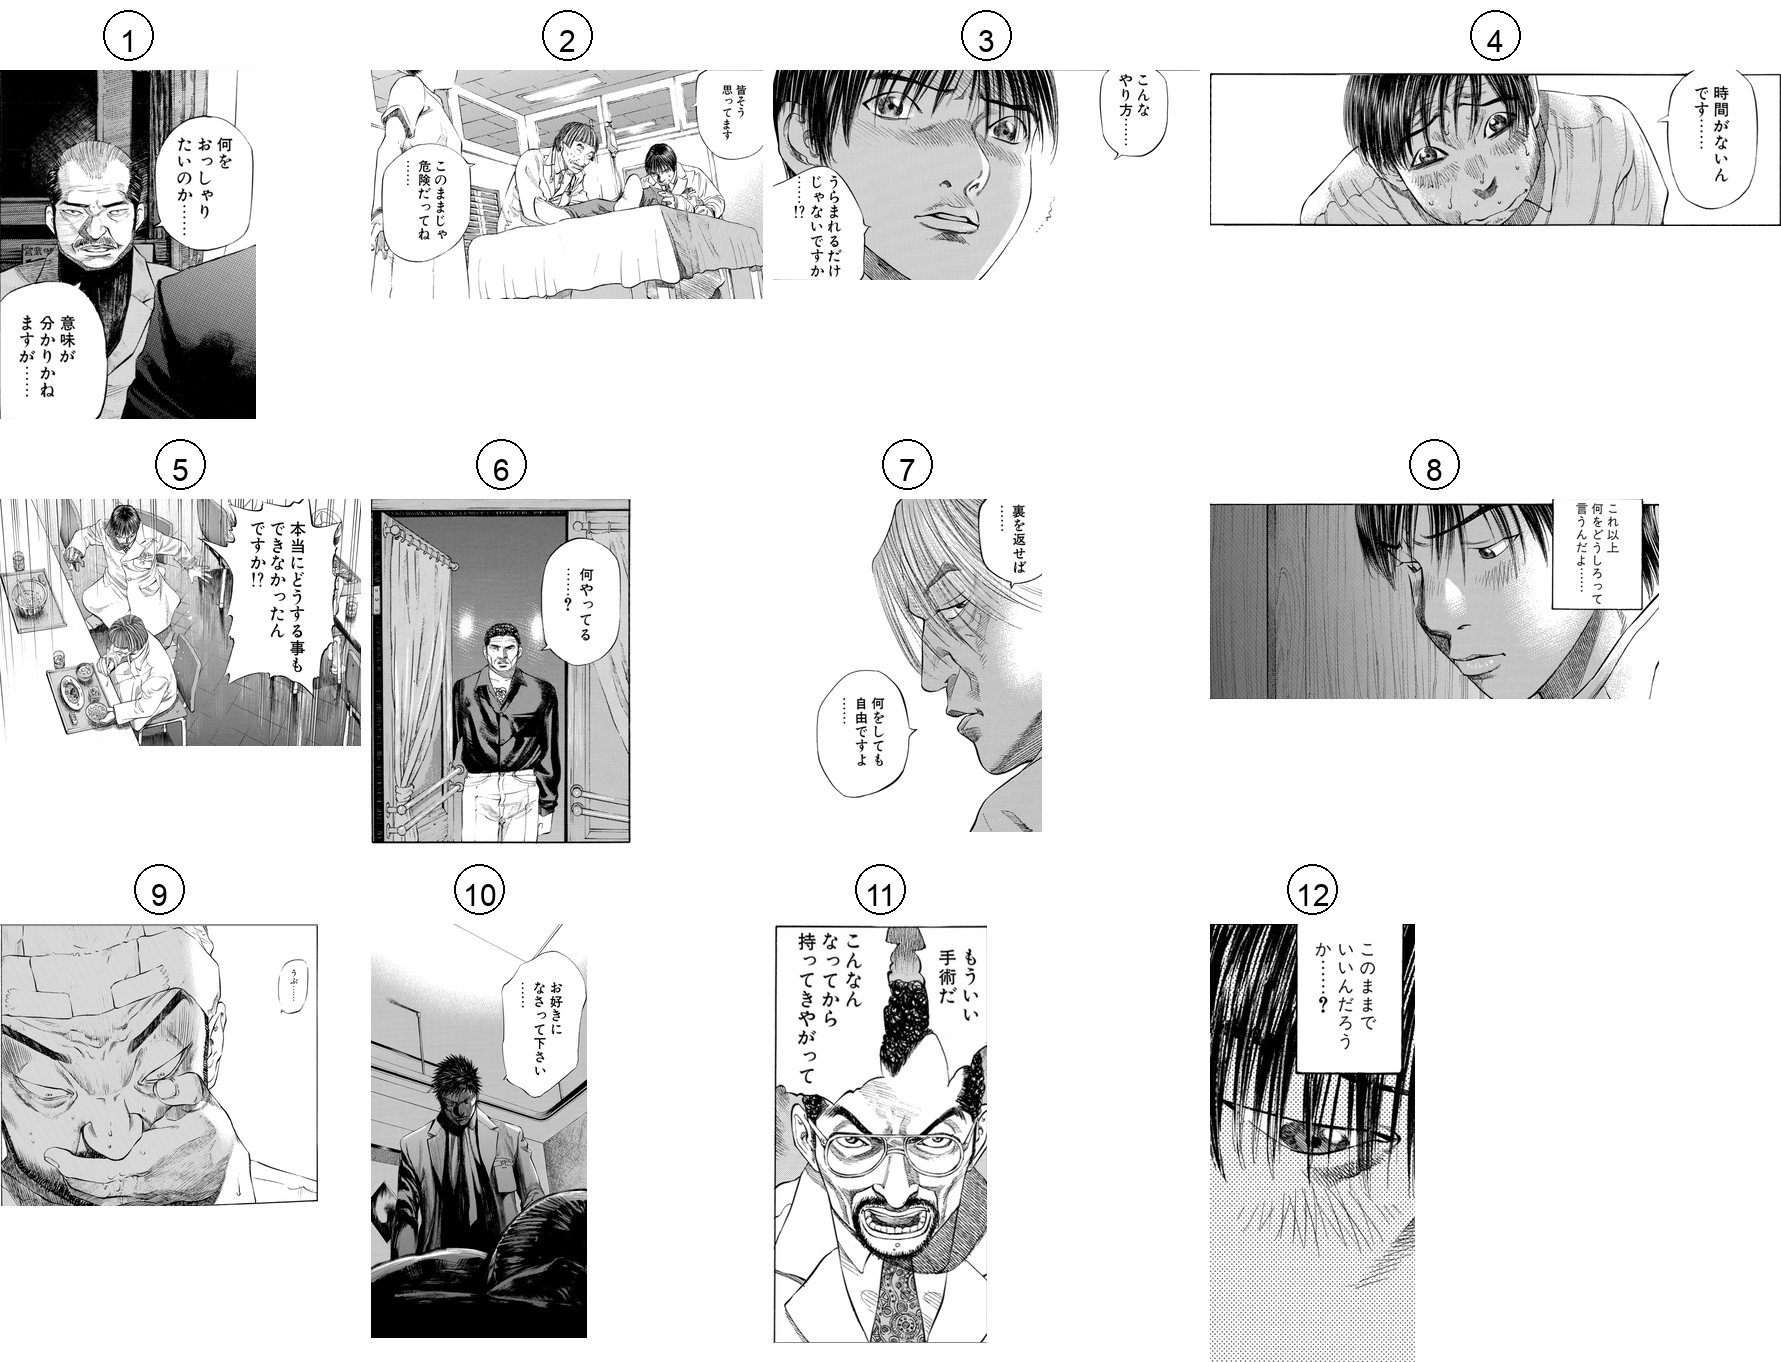 1
何を
おっしゃり
たいのか……
意味が
分かりかね
ますが……
2
皆そう
思ってます
このままじゃ
危険だってね
……
3
こんな
やり方……
うらまれるだけ
じゃないですか
……!?
4
時間がないん
です……
5
本当にどうする事も
できなかったん
ですか!?
6
何やってる
……?
7
裏を返せば
……
何をしても
自由ですよ
……
8
これ以上
何をどうしろって
言うんだよ……
9
うぷ……
10
お好きに
なさって下さい
……
11
もういい
手術だ
こんなん
なってから
持ってきやがって
12
このままで
いいんだろう
か……?